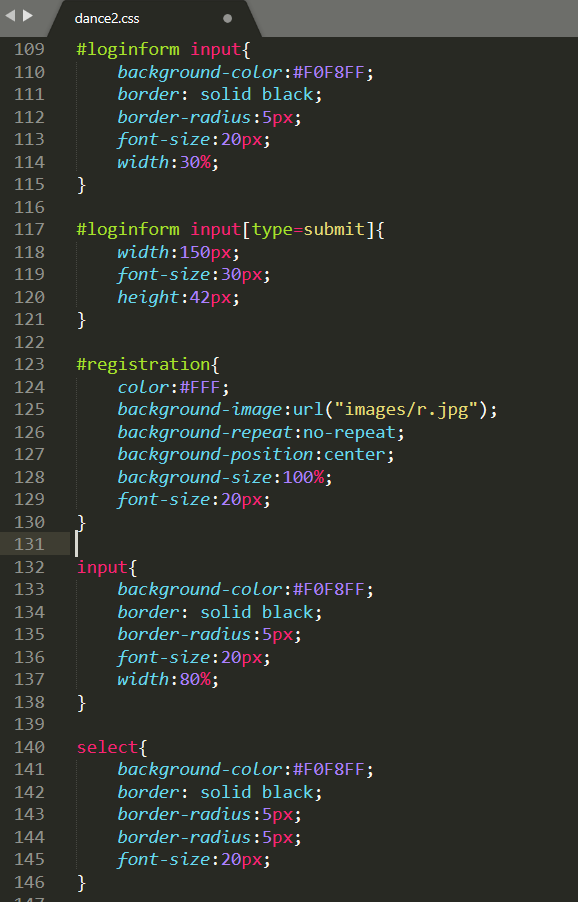 dance2.css
109 #loginform input{
110 background-color:#F0F8FF;
111 border: solid black;
112 border-radius:5px;
113 font-size:20px;
114 width:30%;
115 }
116
117 #loginform input[type=submit]{
118 width:150px;
119 font-size:30px;
120 height:42px;
121 }
122
123 #registration{
124 color:#FFF;
125 background-image:url("images/r.jpg");
126 background-repeat:no-repeat;
127 background-position:center;
128 background-size:100%;
129 font-size:20px;
130 }
131
132 input{
133 background-color:#F0F8FF;
134 border: solid black;
135 border-radius:5px;
136 font-size:20px;
137 width:80%;
138 }
139
140 select{
141 background-color:#F0F8FF;
142 border: solid black;
143 border-radius:5px;
144 border-radius:5px;
145 font-size:20px;
146 }
147